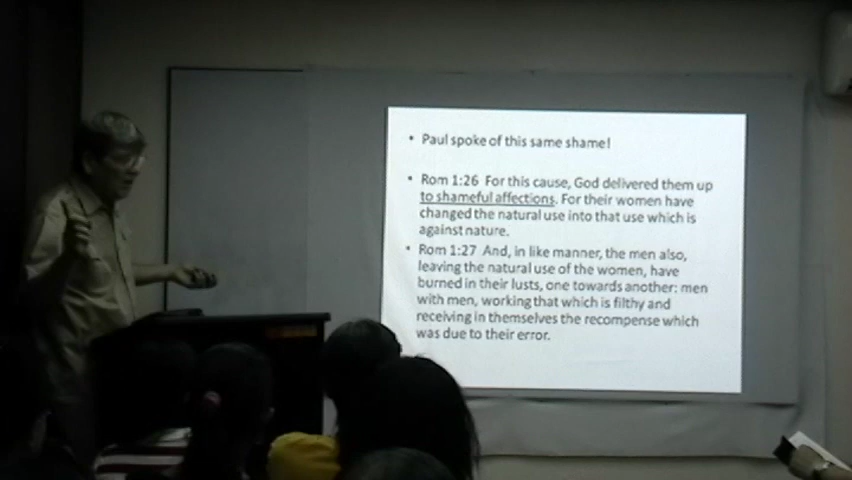 • Paul spoke of this same shame!
• Rom 1:26 For this cause, God delivered them up
to shameful affections. For their women have
changed the natural use into that use which is
against nature.
• Rom 1:27 And, in like manner, the men also,
leaving the natural use of the women, have
burned in their lusts, one towards another: men
with men, working that which is filthy and
receiving in themselves the recompense which
was due to their error.